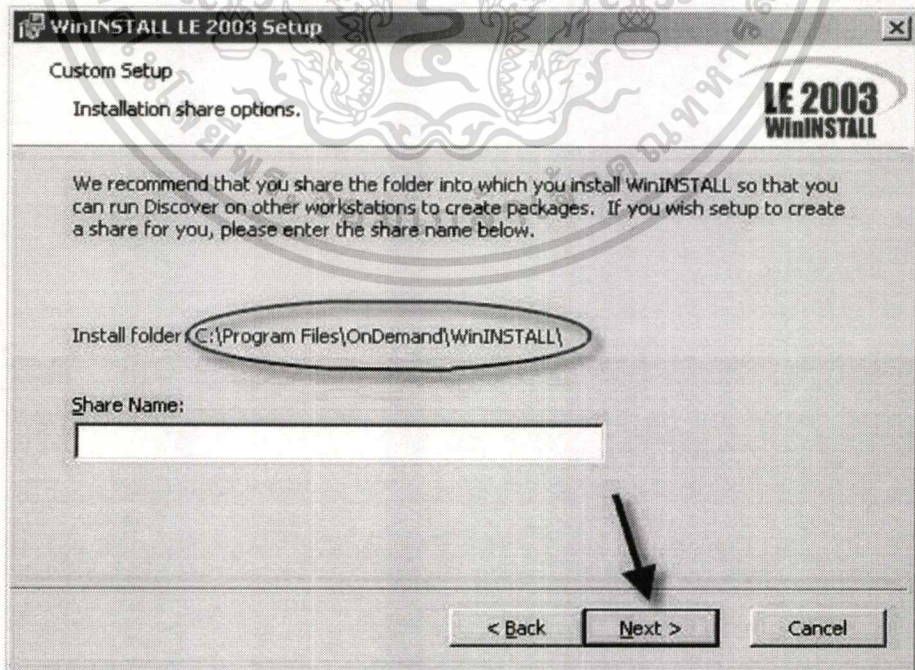 WinINSTALL LE 2003 Setup
Custom Setup
Installation share options.
LE 2003
WinINSTALL
We recommend that you share the folder into which you install WinINSTALL so that you
can run Discover on other workstations to create packages. If you wish setup to create
a share for you, please enter the share name below.
Install folder: C:\Program Files\OnDemand\WinINSTALL\
Share Name:
< Back
Next >
Cancel